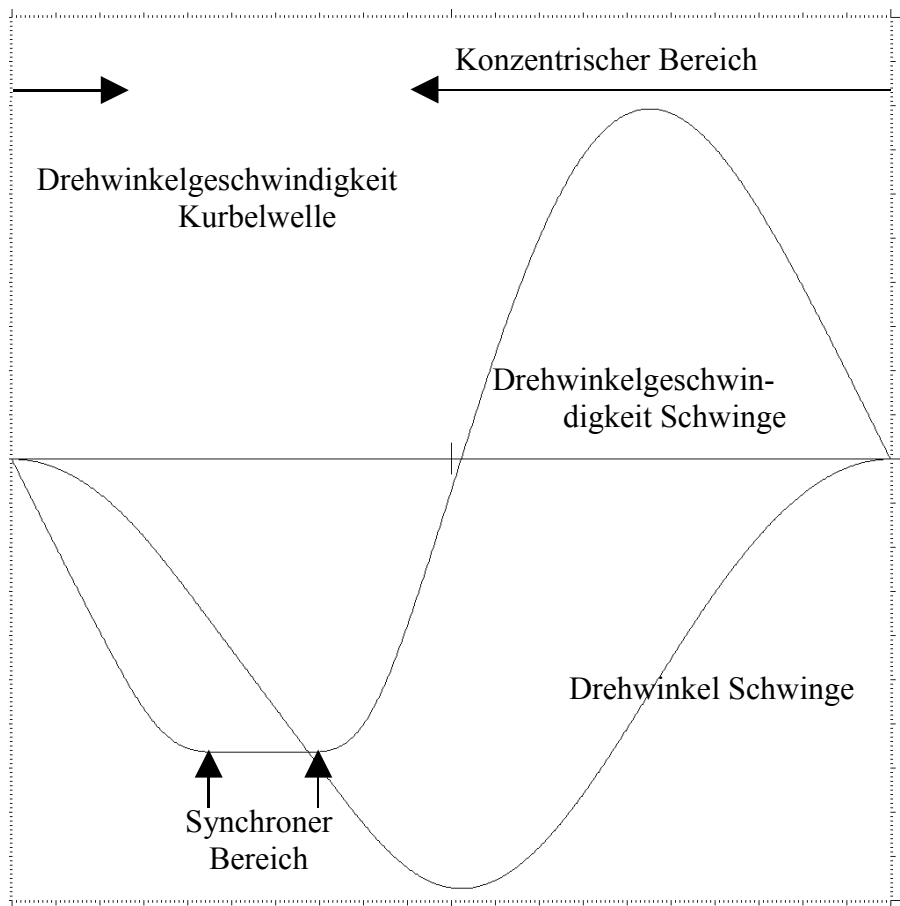 Konzentrischer Bereich
Drehwinkelgeschwindigkeit
Kurbelwelle
Drehwinkelgeschwin-
digkeit Schwinge
Drehwinkel Schwinge
Synchroner
Bereich